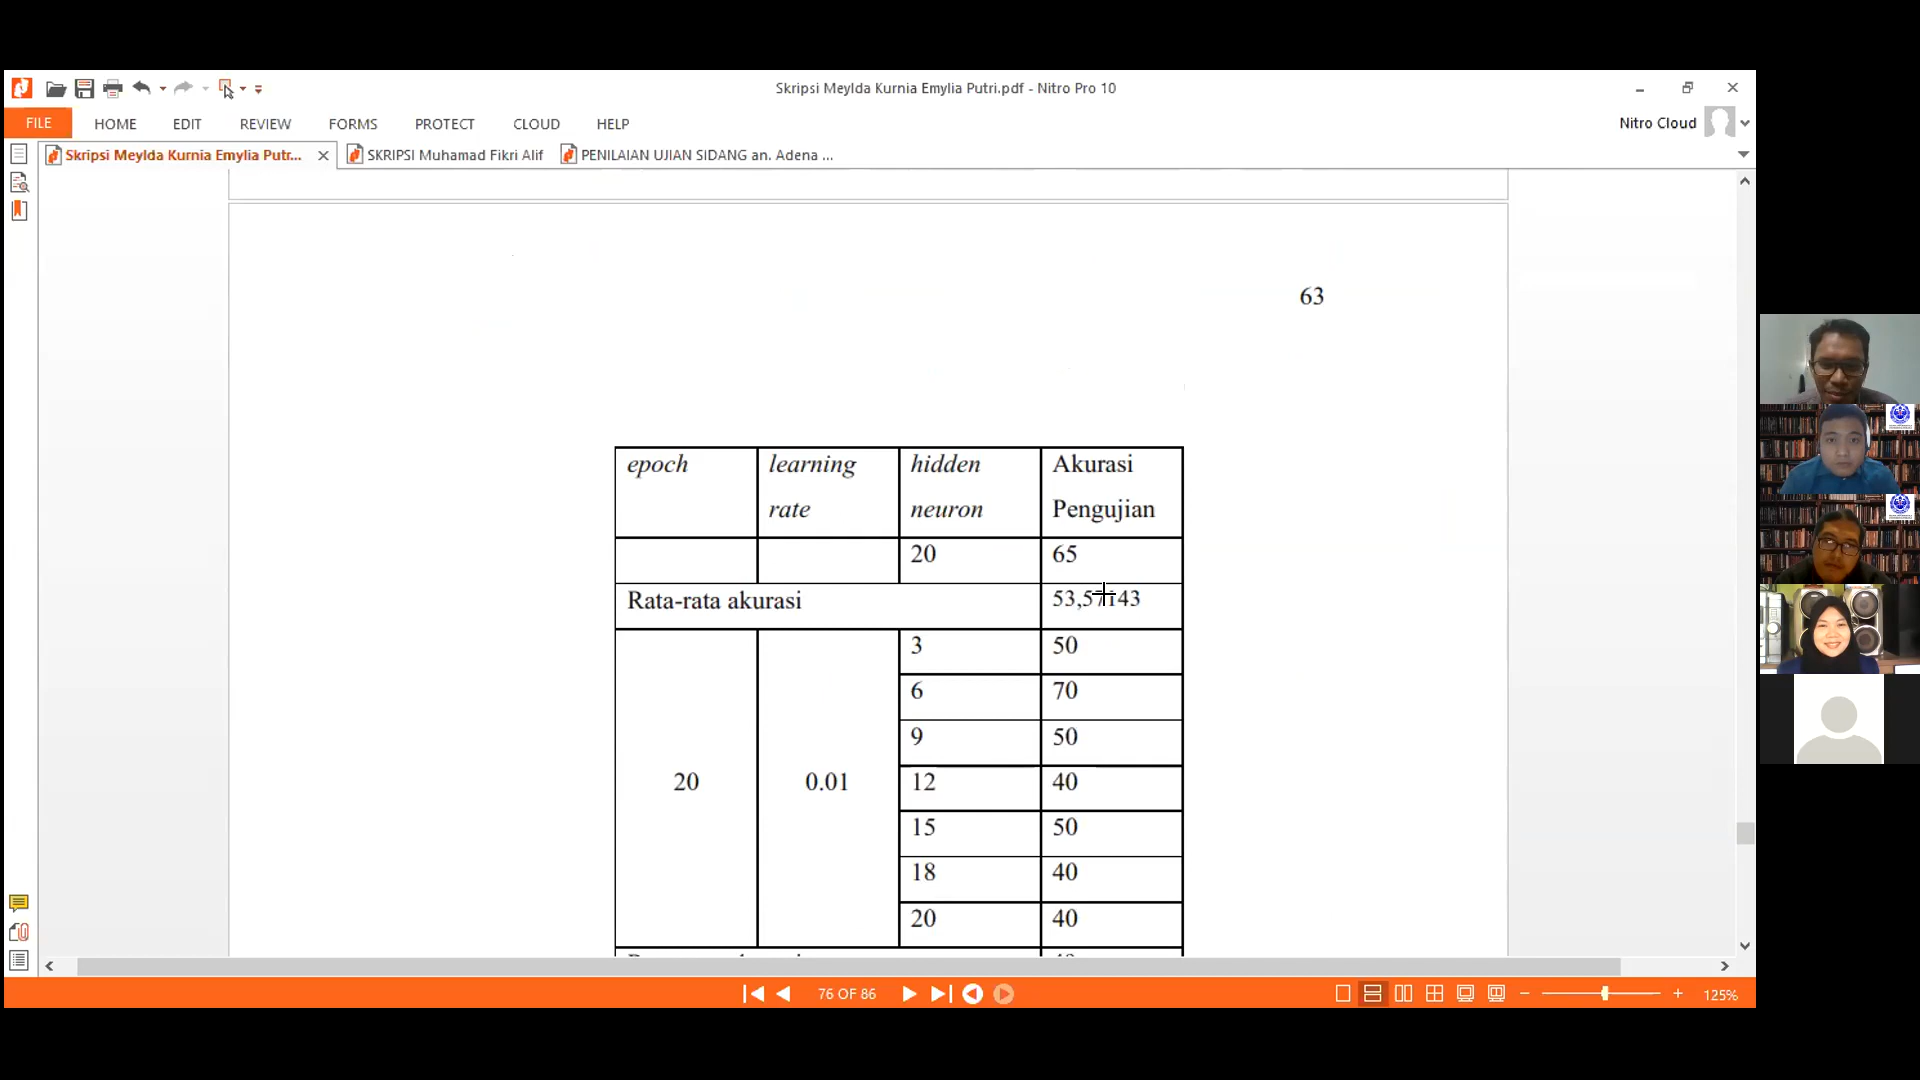 Skripsi Meylda Kurnia Emylia Putri.pdf - Nitro Pro 10
FILE HOME EDIT REVIEW FORMS PROTECT CLOUD HELP
Nitro Cloud
Skripsi Meylda Kurnia Emylia Putr... SKRIPSI Muhamad Fikri Alif PENILAIAN UJIAN SIDANG an. Adena ...
63
epoch learning rate hidden neuron Akurasi Pengujian
20 65
Rata-rata akurasi 53,57143
20 0.01
3 50
6 70
9 50
12 40
15 50
18 40
20 40
76 OF 86
125%